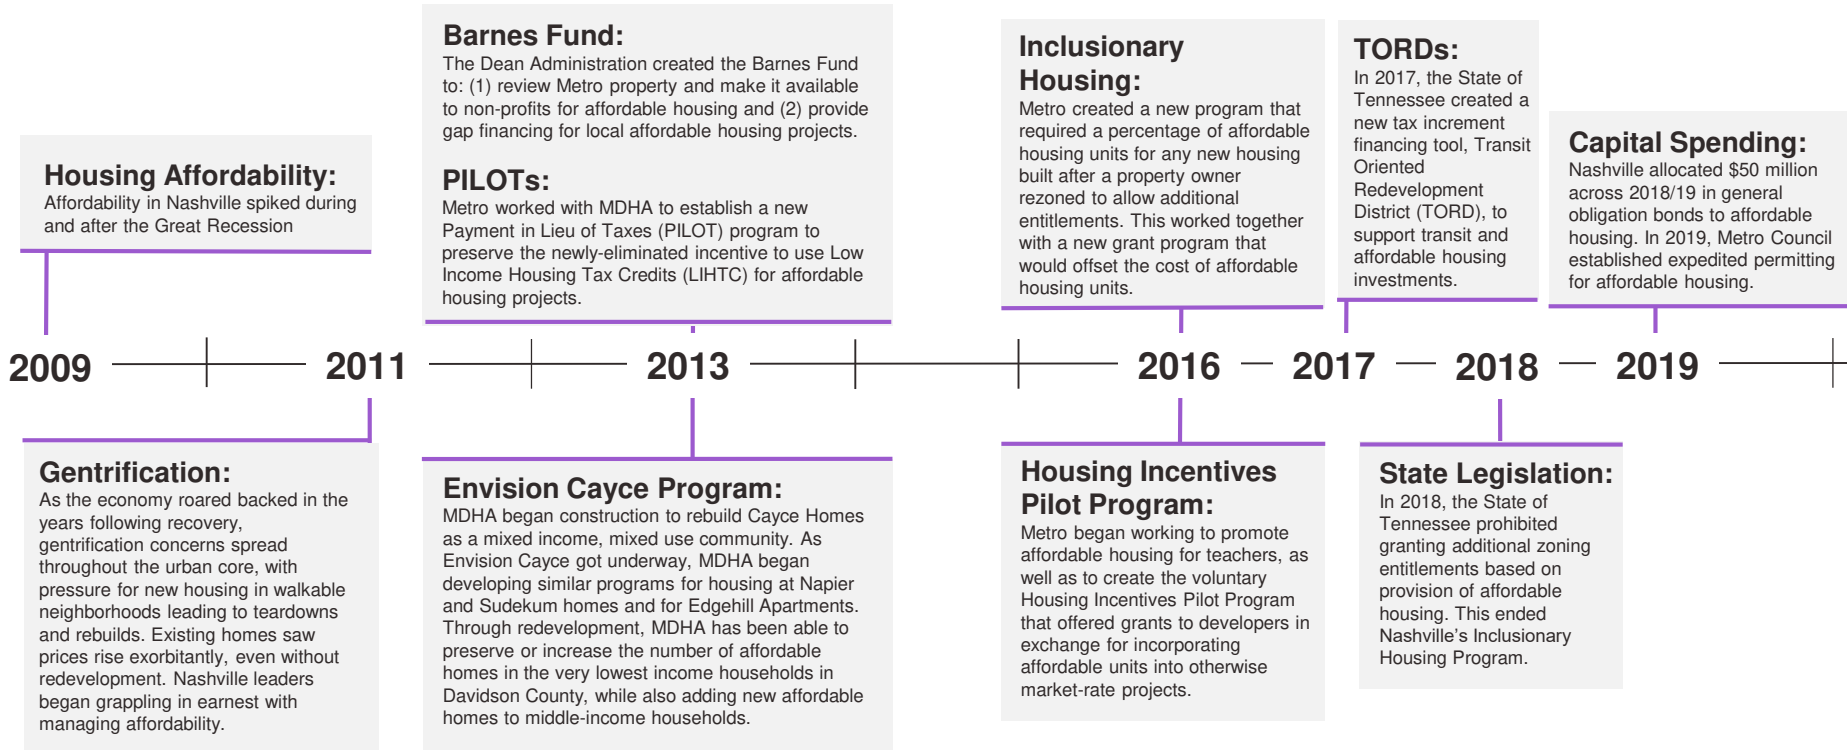 Housing Affordability:
Affordability in Nashville spiked during
and after the Great Recession
Barnes Fund:
The Dean Administration created the Barnes Fund
to: (1) review Metro property and make it available
to non-profits for affordable housing and (2) provide
gap financing for local affordable housing projects.
PILOTs:
Metro worked with MDHA to establish a new
Payment in Lieu of Taxes (PILOT) program to
preserve the newly-eliminated incentive to use Low
Income Housing Tax Credits (LIHTC) for affordable
housing projects.
Inclusionary
Housing:
Metro created a new program that
required a percentage of affordable
housing units for any new housing
built after a property owner
rezoned to allow additional
entitlements. This worked together
with a new grant program that
would offset the cost of affordable
housing units.
TORDs:
In 2017, the State of
Tennessee created a
new tax increment
financing tool, Transit
Oriented
Redevelopment
District (TORD), to
support transit and
affordable housing
investments.
Capital Spending:
Nashville allocated $50 million
across 2018/19 in general
obligation bonds to affordable
housing. In 2019, Metro Council
established expedited permitting
for affordable housing.
2009 2011 2013 2016 2017 2018 2019
Gentrification:
As the economy roared backed in the
years following recovery,
gentrification concerns spread
throughout the urban core, with
pressure for new housing in walkable
neighborhoods leading to teardowns
and rebuilds. Existing homes saw
prices rise exorbitantly, even without
redevelopment. Nashville leaders
began grappling in earnest with
managing affordability.
Envision Cayce Program:
MDHA began construction to rebuild Cayce Homes
as a mixed income, mixed use community. As
Envision Cayce got underway, MDHA began
developing similar programs for housing at Napier
and Sudekum homes and for Edgehill Apartments.
Through redevelopment, MDHA has been able to
preserve or increase the number of affordable
homes in the very lowest income households in
Davidson County, while also adding new affordable
homes to middle-income households.
Housing Incentives
Pilot Program:
Metro began working to promote
affordable housing for teachers, as
well as to create the voluntary
Housing Incentives Pilot Program
that offered grants to developers in
exchange for incorporating
affordable units into otherwise
market-rate projects.
State Legislation:
In 2018, the State of
Tennessee prohibited
granting additional zoning
entitlements based on
provision of affordable
housing. This ended
Nashville's Inclusionary
Housing Program.